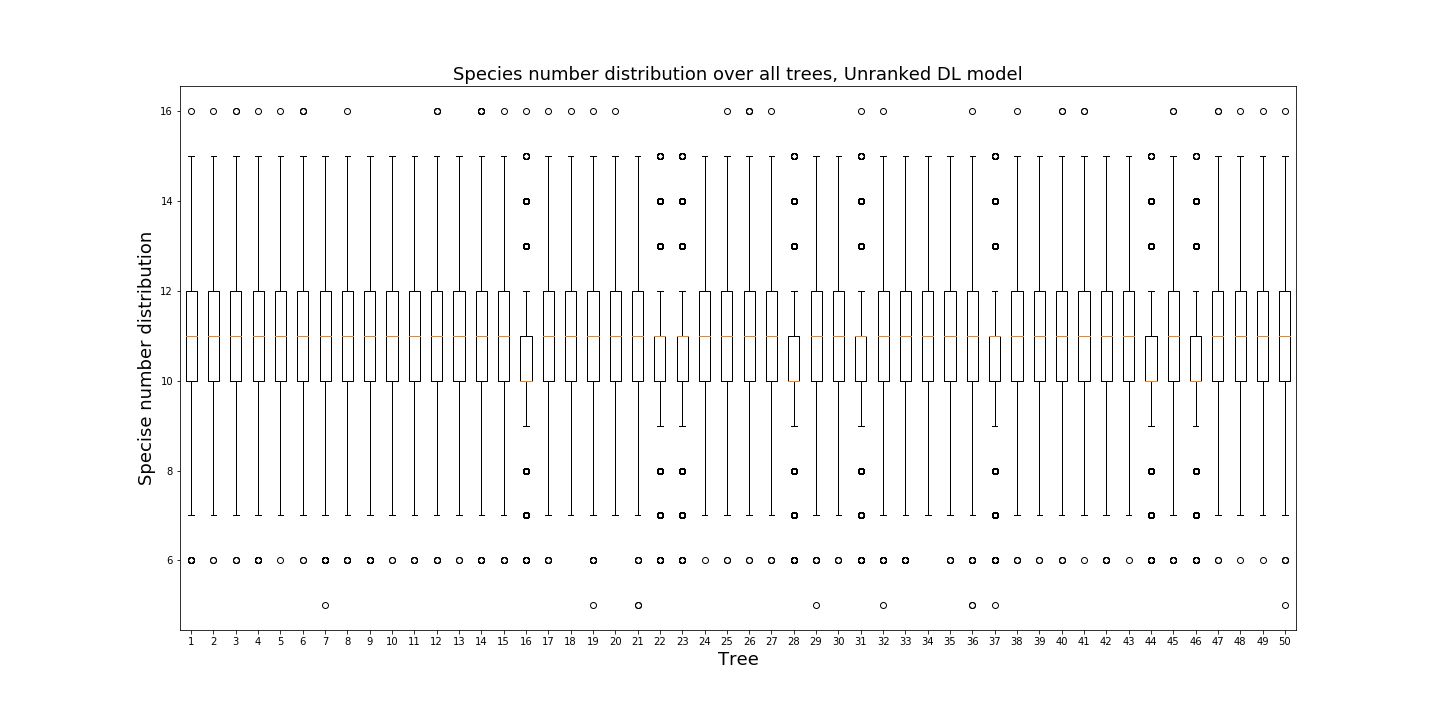 Species number distribution over all trees, Unranked DL model
Specise number distribution
16
14
12
10
8
6
1 2 3 4 5 6 7 8 9 10 11 12 13 14 15 16 17 18 19 20 21 22 23 24 25 26 27 28 29 30 31 32 33 34 35 36 37 38 39 40 41 42 43 44 45 46 47 48 49 50
Tree